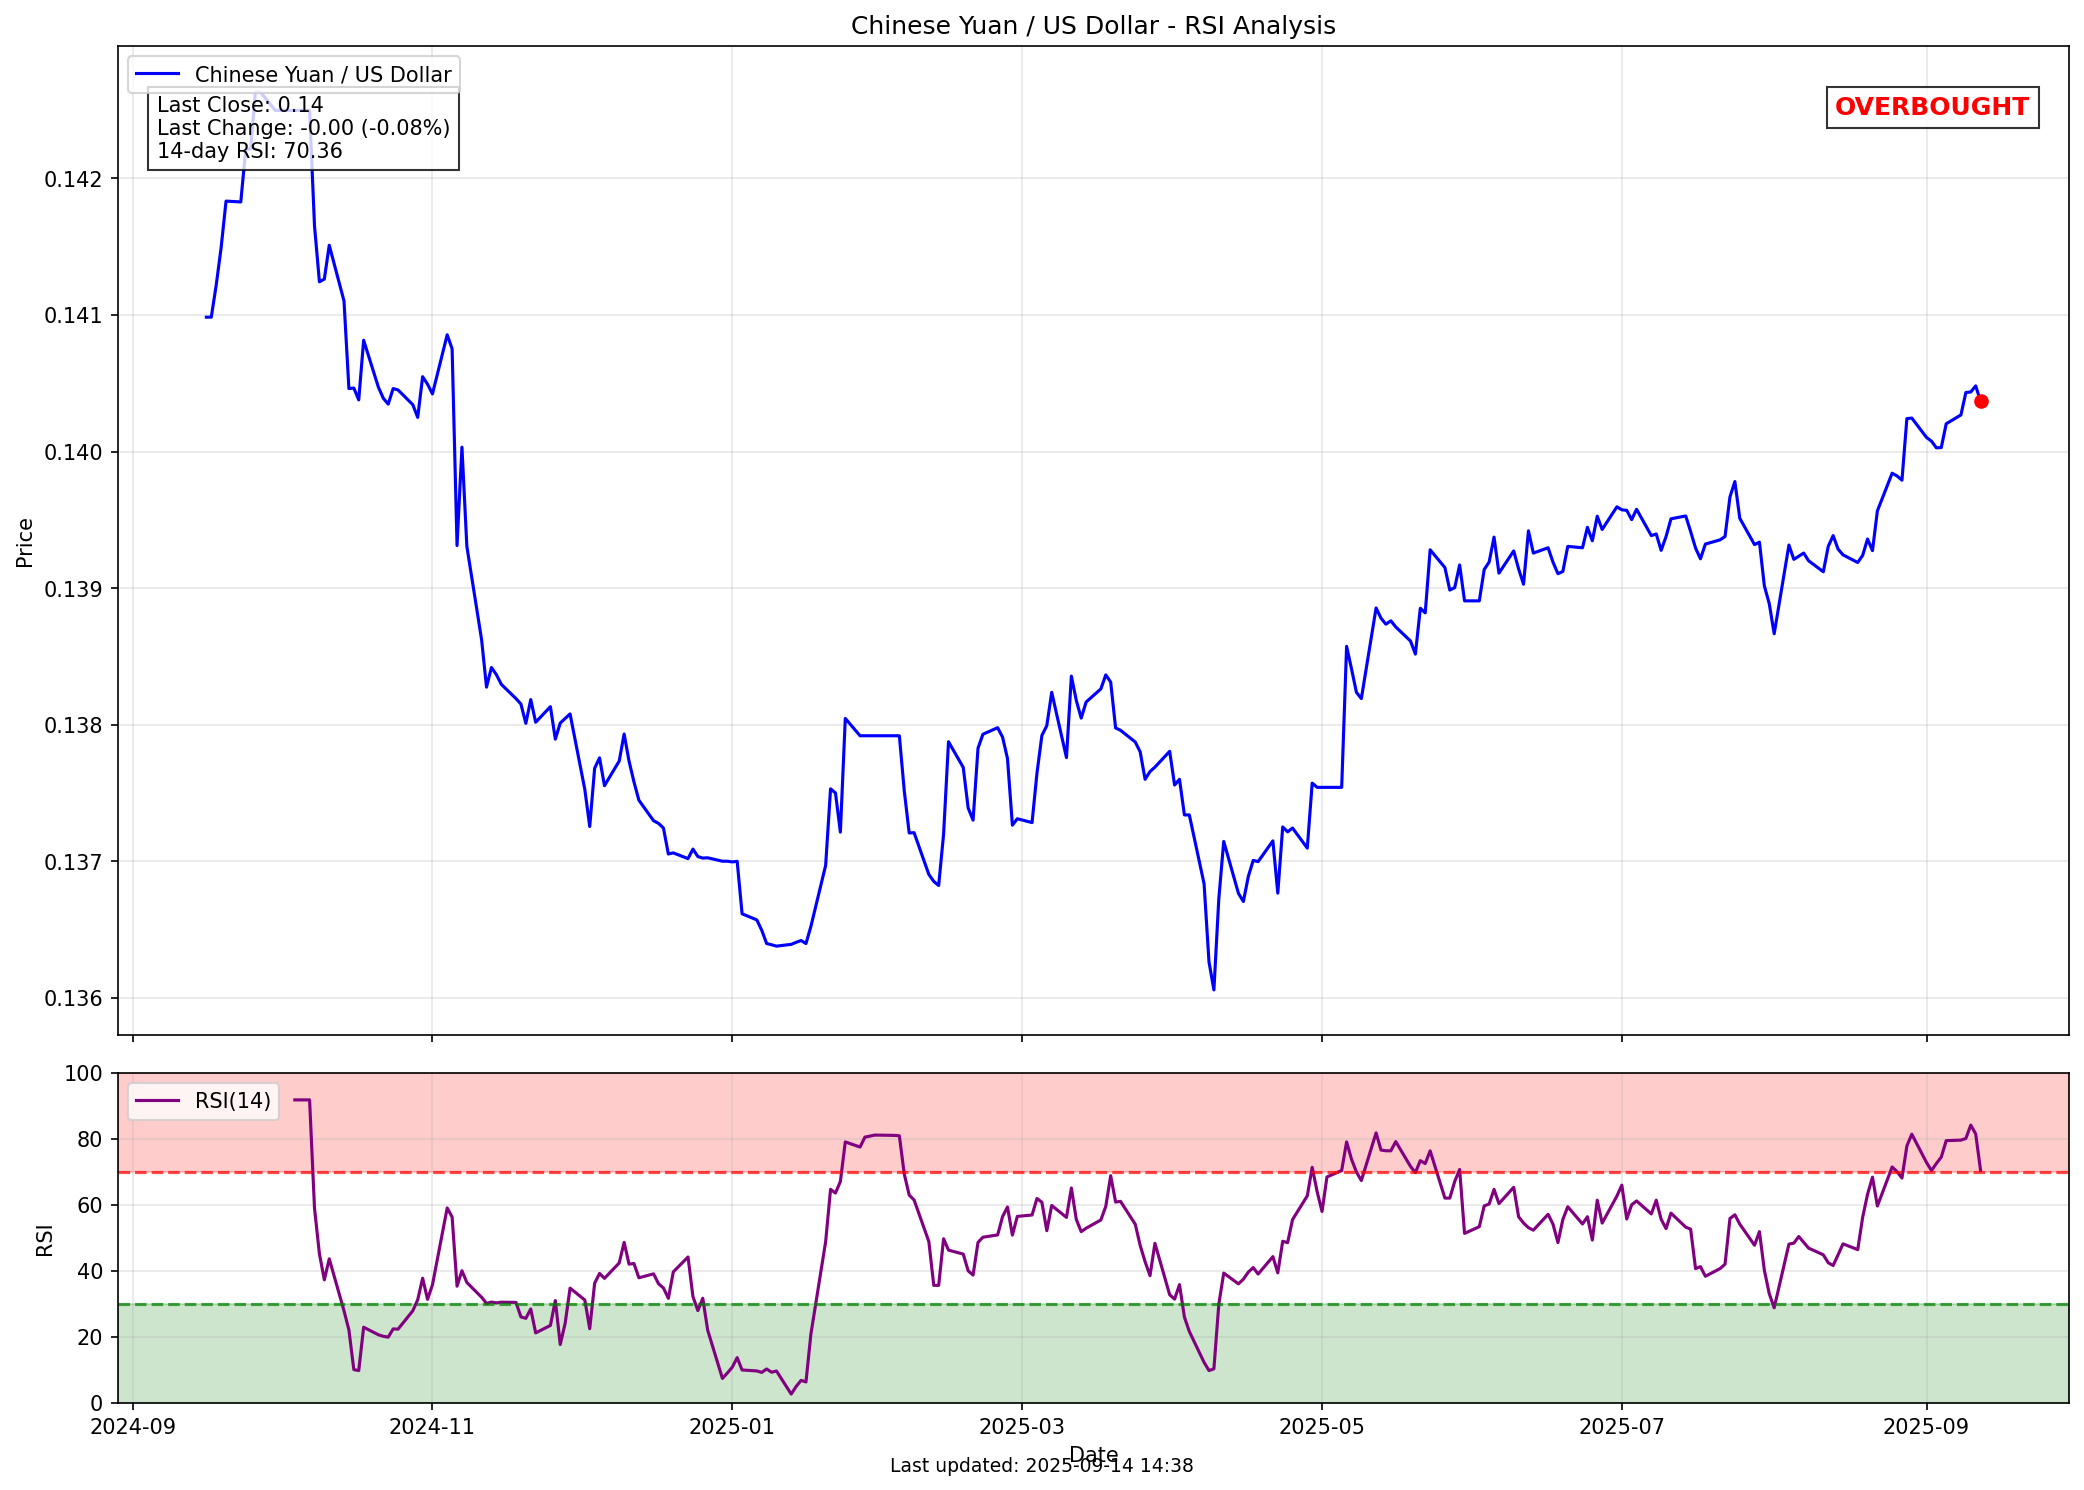 Chinese Yuan / US Dollar - RSI Analysis
Chinese Yuan / US Dollar
Last Close: 0.14
Last Change: -0.00 (-0.08%)
14-day RSI: 70.36
OVERBOUGHT
Price
0.142
0.141
0.140
0.139
0.138
0.137
0.136
RSI(14)
RSI
100
80
60
40
20
0
2024-09
2024-11
2025-01
2025-03
2025-05
2025-07
2025-09
Date
Last updated: 2025-09-14 14:38